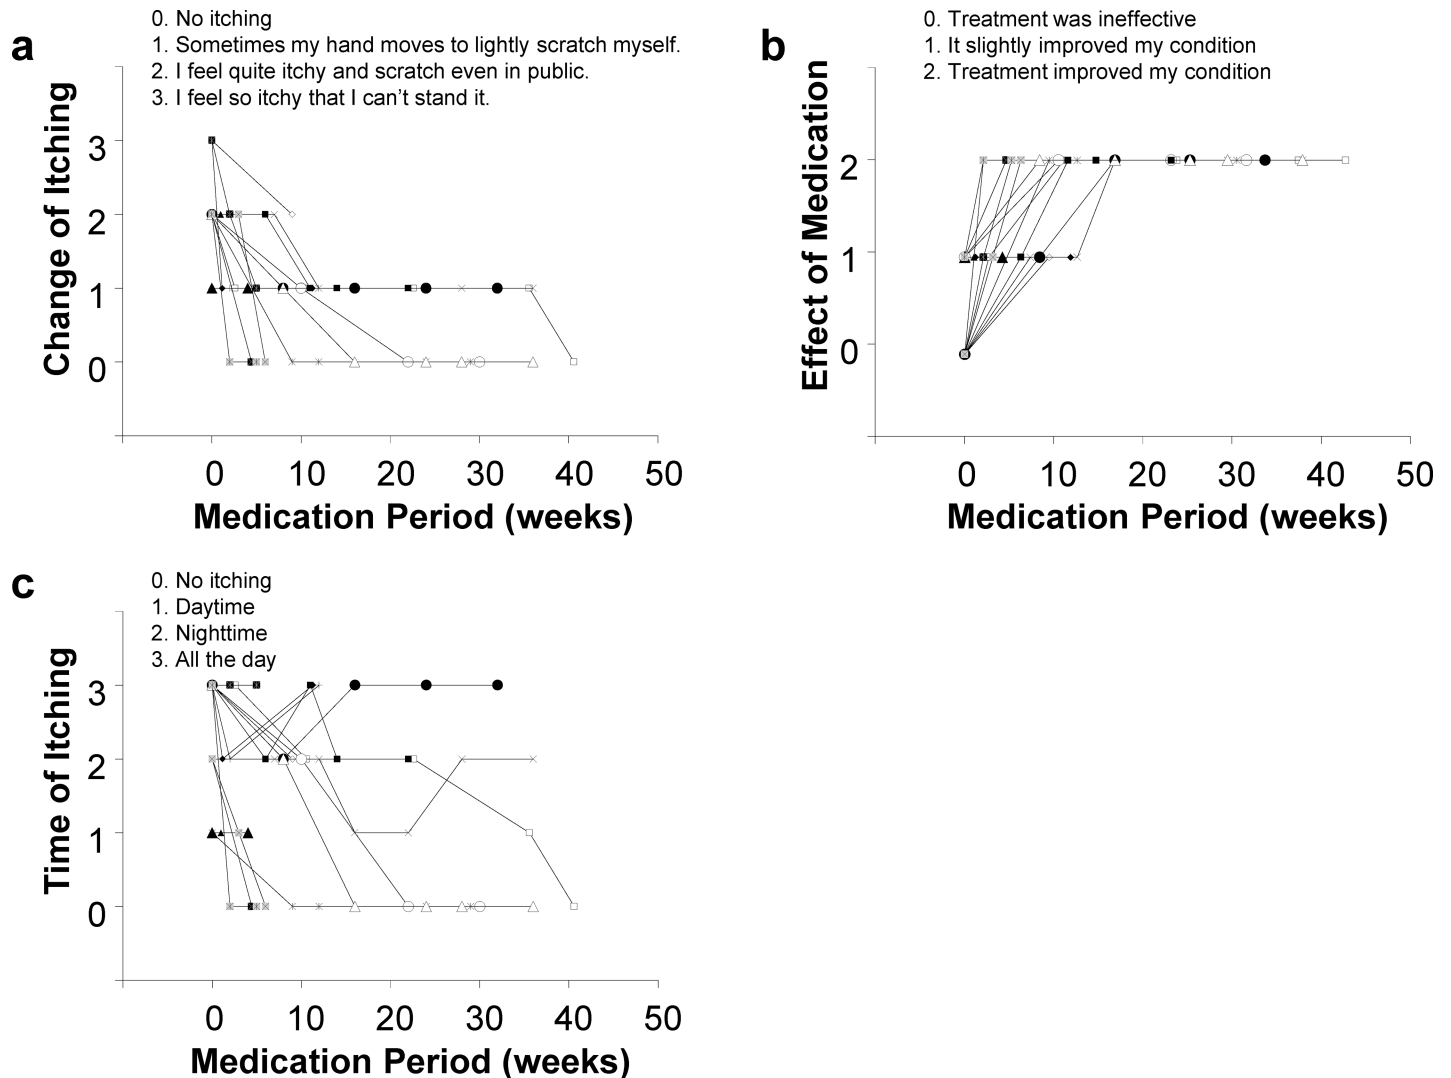 a
0. No itching
1. Sometimes my hand moves to lightly scratch myself.
2. I feel quite itchy and scratch even in public.
3. I feel so itchy that I can't stand it.
Change of Itching
3
2
1
0
0 10 20 30 40 50
Medication Period (weeks)
b
0. Treatment was ineffective
1. It slightly improved my condition
2. Treatment improved my condition
Effect of Medication
2
1
0
0 10 20 30 40 50
Medication Period (weeks)
c
0. No itching
1. Daytime
2. Nighttime
3. All the day
Time of Itching
3
2
1
0
0 10 20 30 40 50
Medication Period (weeks)